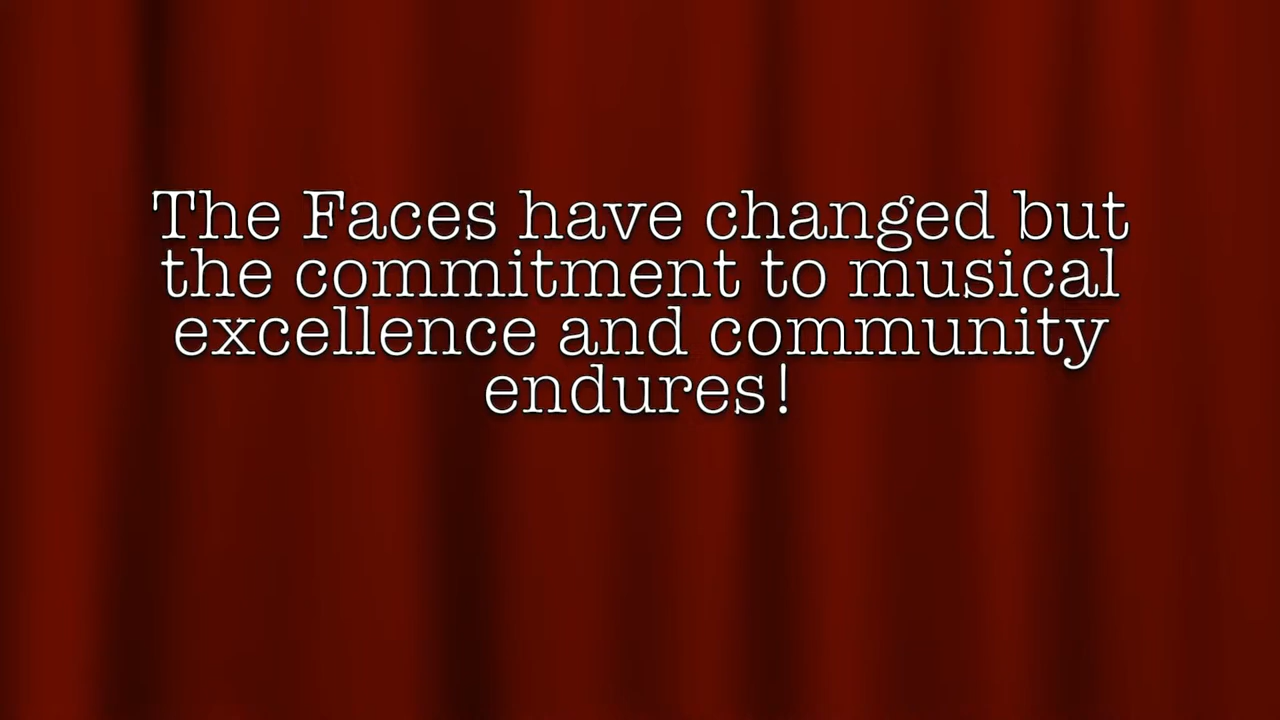 The Faces have changed but
the commitment to musical
excellence and community
endures!